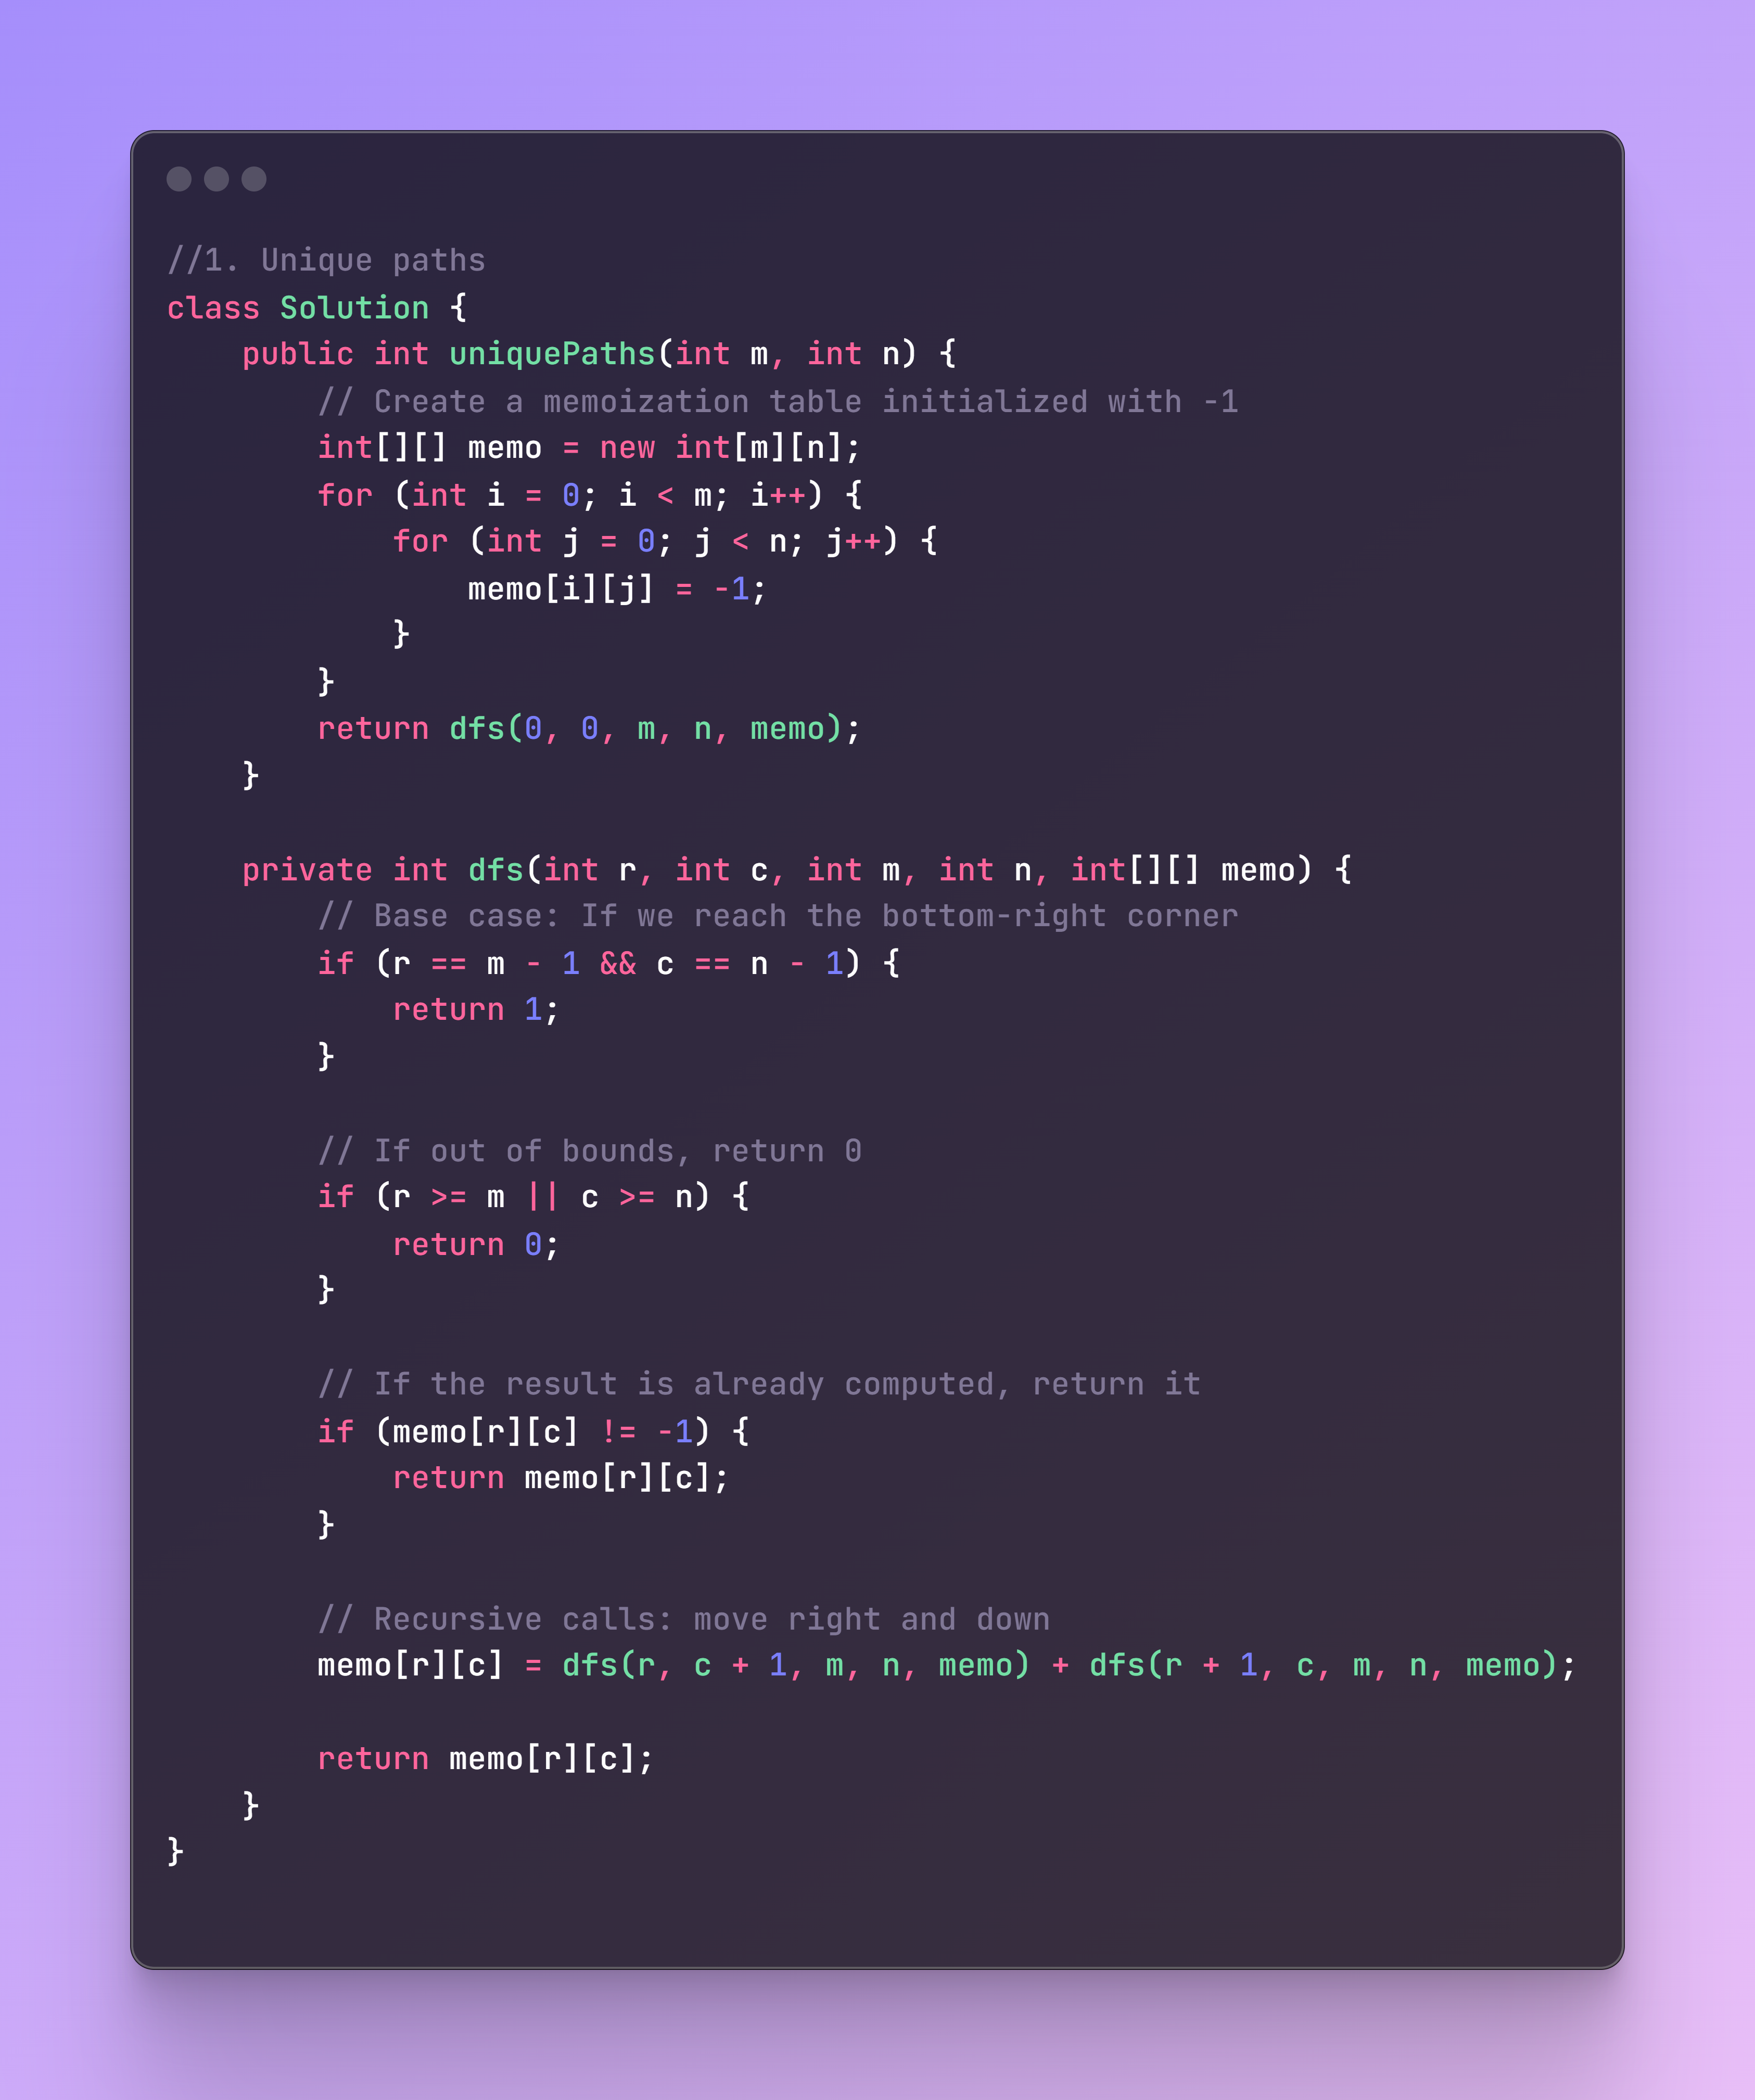 //1. Unique paths
class Solution {
    public int uniquePaths(int m, int n) {
        // Create a memoization table initialized with -1
        int[][] memo = new int[m][n];
        for (int i = 0; i < m; i++) {
            for (int j = 0; j < n; j++) {
                memo[i][j] = -1;
            }
        }
        return dfs(0, 0, m, n, memo);
    }

    private int dfs(int r, int c, int m, int n, int[][] memo) {
        // Base case: If we reach the bottom-right corner
        if (r == m - 1 && c == n - 1) {
            return 1;
        }

        // If out of bounds, return 0
        if (r >= m || c >= n) {
            return 0;
        }

        // If the result is already computed, return it
        if (memo[r][c] != -1) {
            return memo[r][c];
        }

        // Recursive calls: move right and down
        memo[r][c] = dfs(r, c + 1, m, n, memo) + dfs(r + 1, c, m, n, memo);

        return memo[r][c];
    }
}